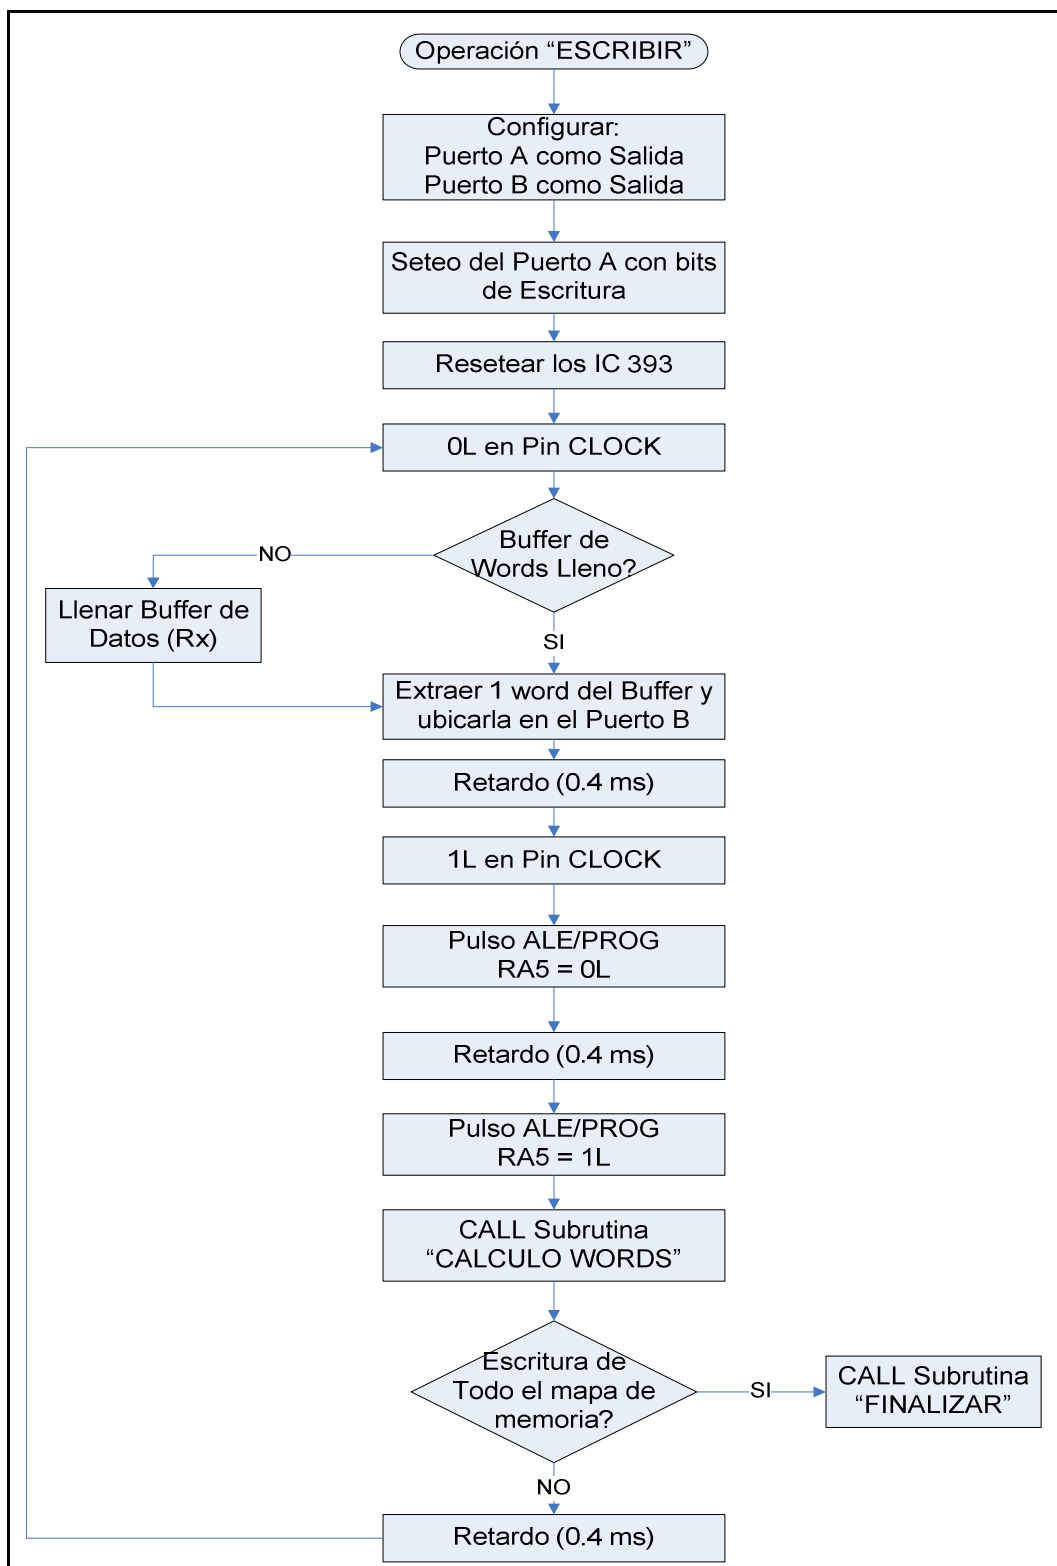 Operación “ESCRIBIR”
Configurar:
Puerto A como Salida
Puerto B como Salida
Seteo del Puerto A con bits
de Escritura
Resetear los IC 393
0L en Pin CLOCK
Buffer de
Words Lleno?
NO
Llenar Buffer de
Datos (Rx)
SI
Extraer 1 word del Buffer y
ubicarla en el Puerto B
Retardo (0.4 ms)
1L en Pin CLOCK
Pulso ALE/PROG
RA5 = 0L
Retardo (0.4 ms)
Pulso ALE/PROG
RA5 = 1L
CALL Subrutina
“CALCULO WORDS”
Escritura de
Todo el mapa de
memoria?
SI
CALL Subrutina
“FINALIZAR”
NO
Retardo (0.4 ms)